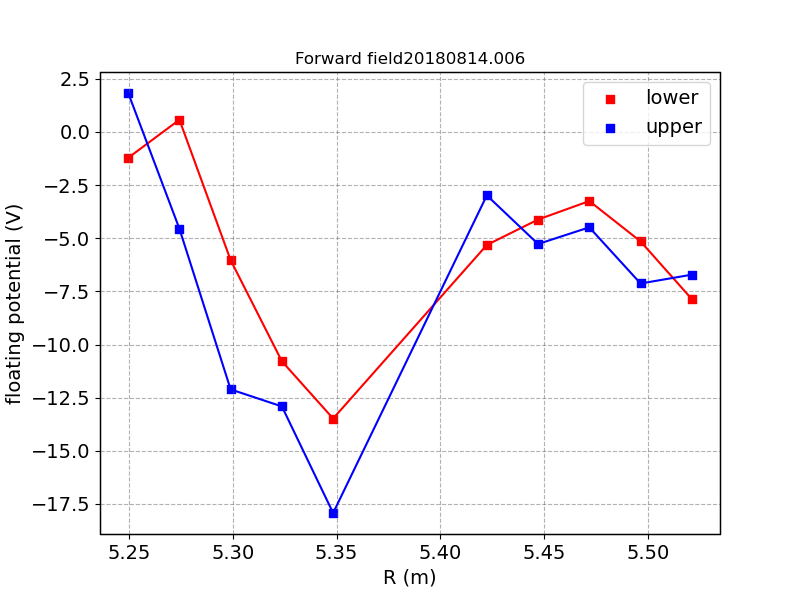 Forward field20180814.006
lower
upper
floating potential (V)
2.5
0.0
−2.5
−5.0
−7.5
−10.0
−12.5
−15.0
−17.5
5.25 5.30 5.35 5.40 5.45 5.50
R (m)